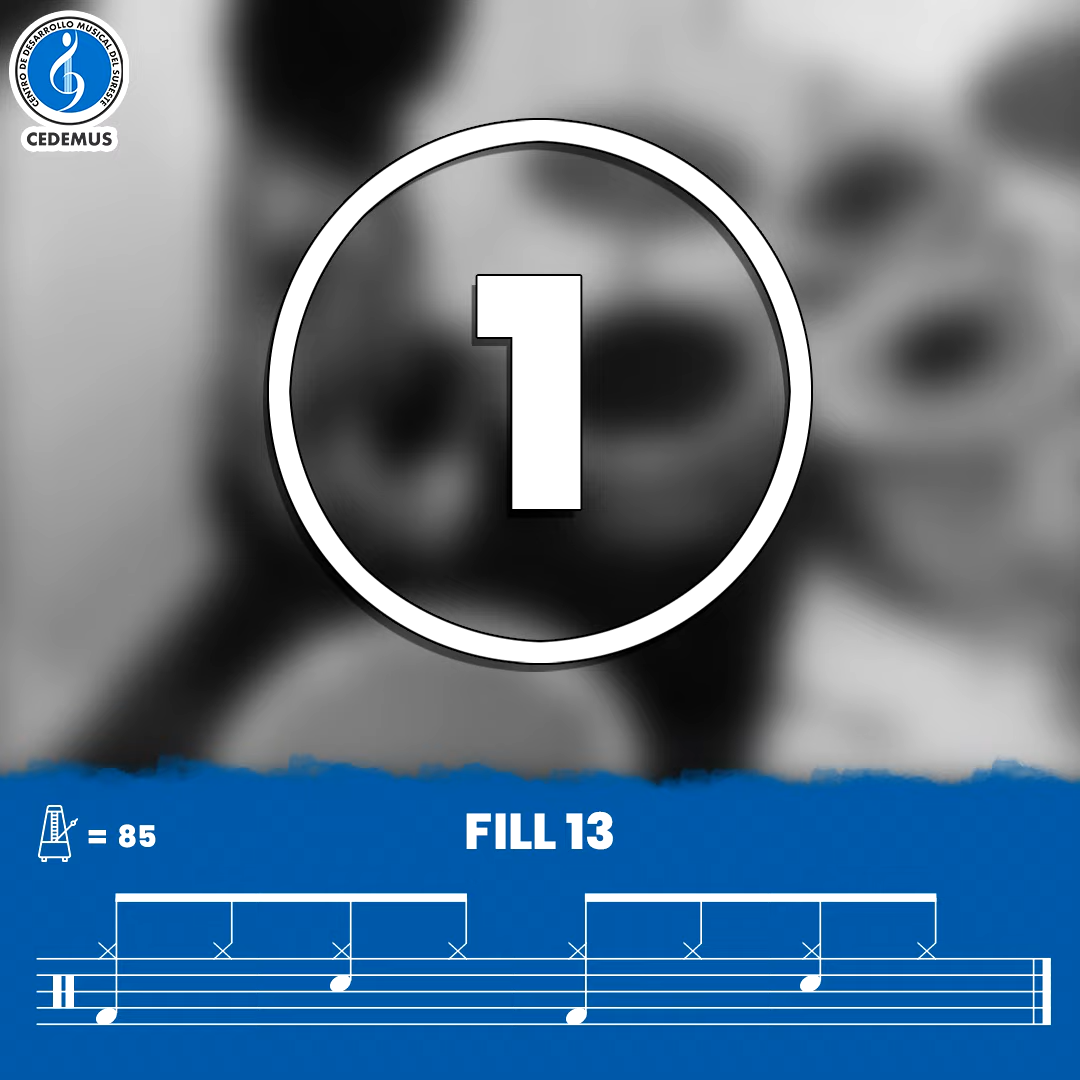 CENTRO DE DESARROLLO MUSICAL DEL SURESTE
CEDEMUS
1
= 85
FILL 13